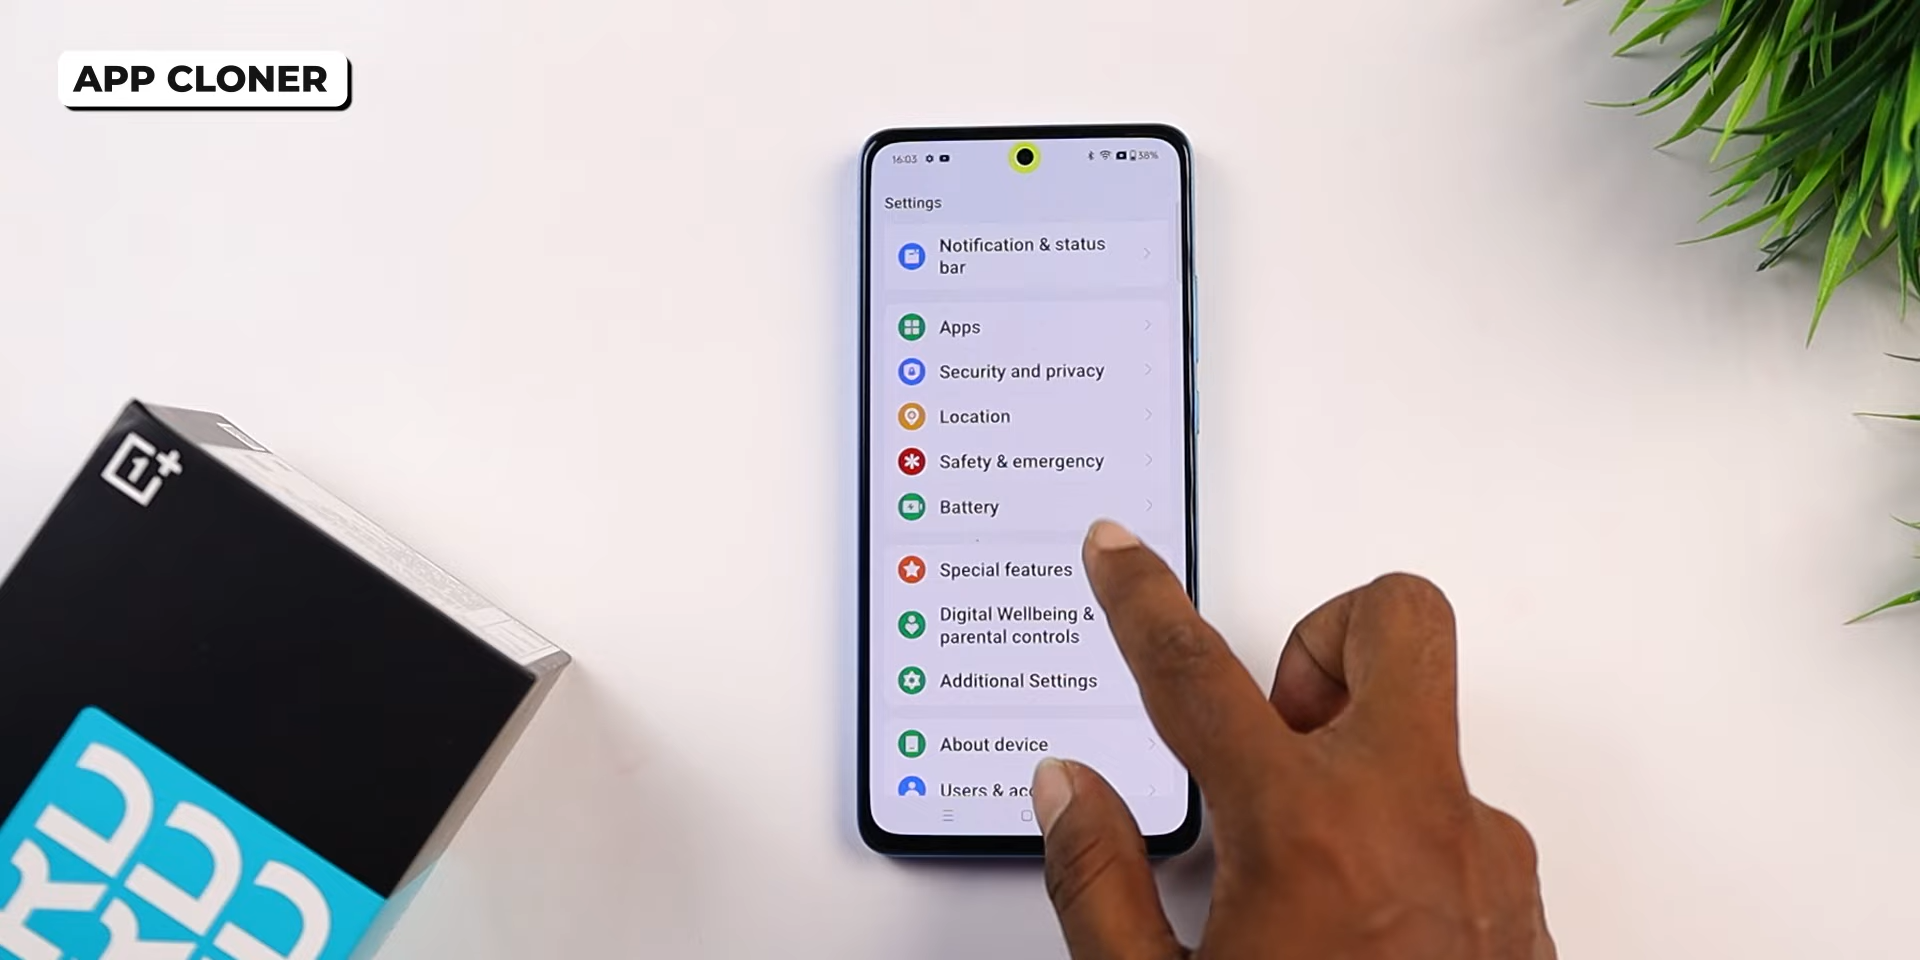 APP CLONER
16:03
38%
Settings
Notification & status
bar
Apps
Security and privacy
Location
Safety & emergency
Battery
Special features
Digital Wellbeing &
parental controls
Additional Settings
About device
Users & acc
1+